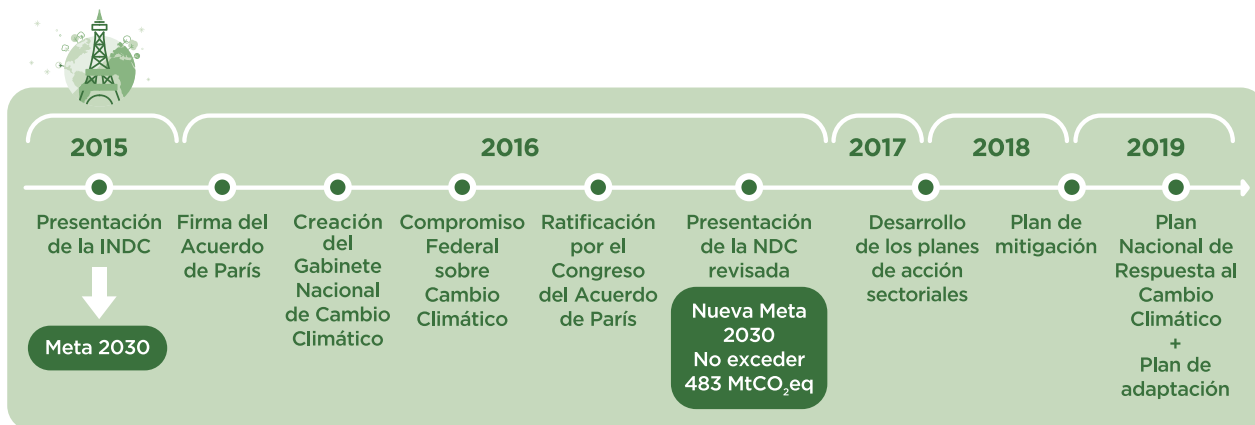 2015
2016
2017
2018
2019
Presentación
de la INDC
Meta 2030
Firma del
Acuerdo
de París
Creación
del
Gabinete
Nacional
de Cambio
Climático
Compromiso
Federal
sobre
Cambio
Climático
Ratificación
por el
Congreso
del Acuerdo
de París
Presentación
de la NDC
revisada
Nueva Meta
2030
No exceder
483 MtCO₂eq
Desarrollo
de los planes
de acción
sectoriales
Plan de
mitigación
Plan
Nacional de
Respuesta al
Cambio
Climático
+
Plan de
adaptación